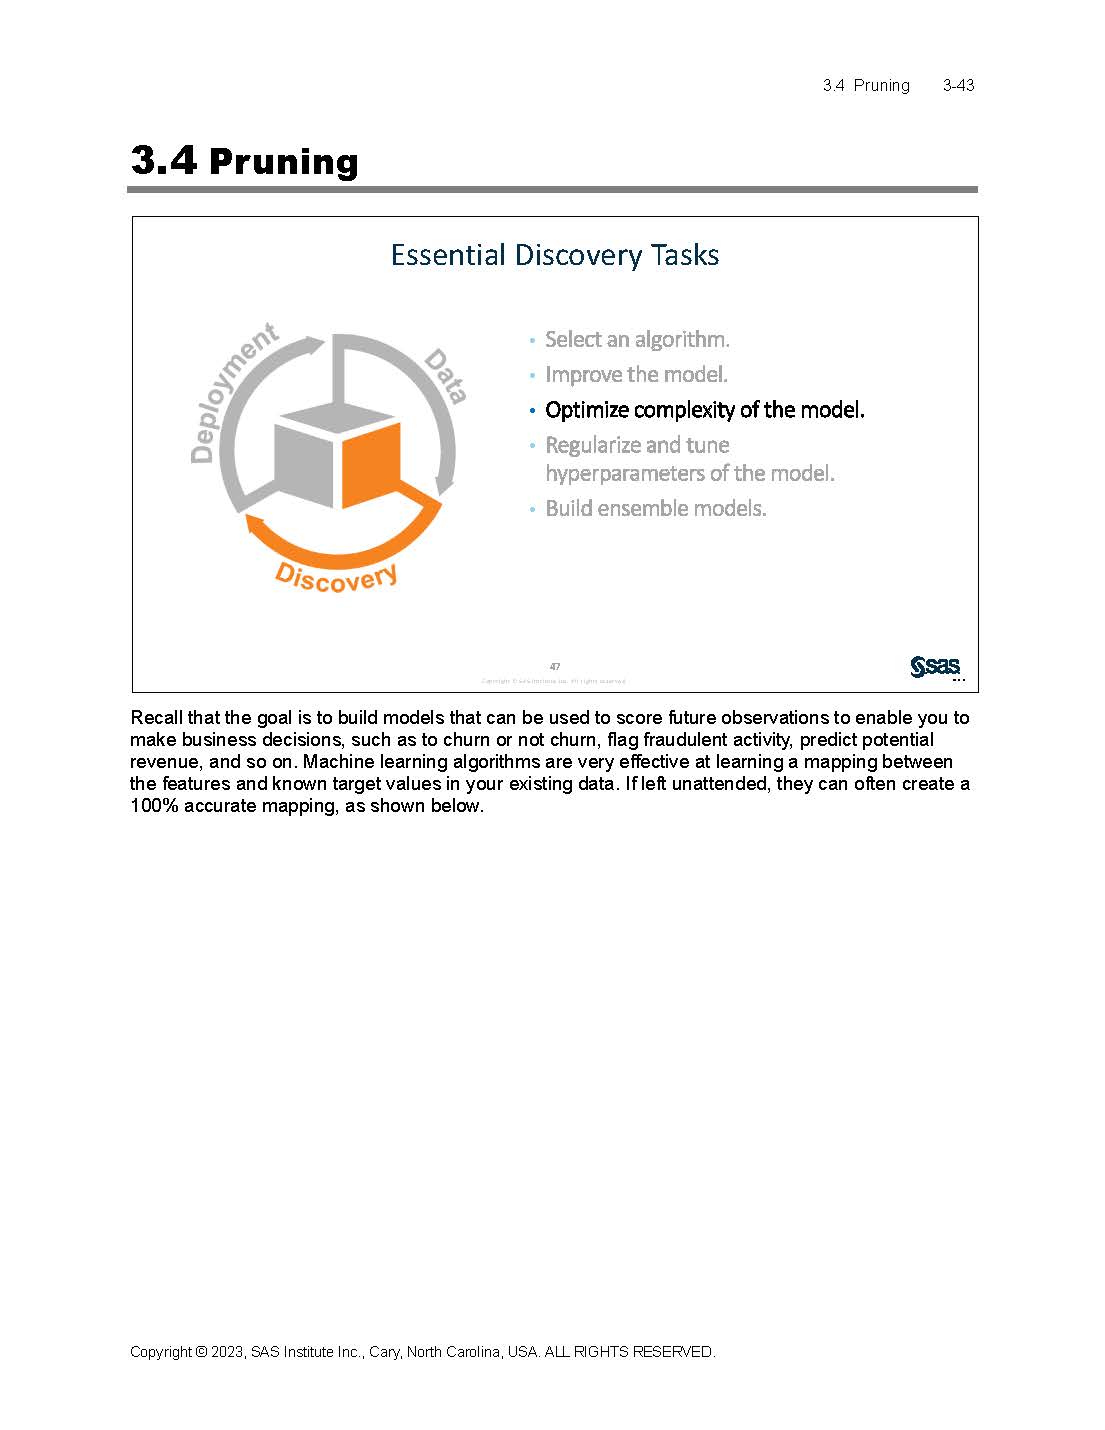 3.4 Pruning 3-43
3.4 Pruning
Essential Discovery Tasks
Deployment
Data
Discovery
• Select an algorithm.
• Improve the model.
• Optimize complexity of the model.
• Regularize and tune
hyperparameters of the model.
• Build ensemble models.
47
Copyright © SAS Institute Inc. All rights reserved.
sas
Recall that the goal is to build models that can be used to score future observations to enable you to
make business decisions, such as to churn or not churn, flag fraudulent activity, predict potential
revenue, and so on. Machine learning algorithms are very effective at learning a mapping between
the features and known target values in your existing data. If left unattended, they can often create a
100% accurate mapping, as shown below.
Copyright © 2023, SAS Institute Inc., Cary, North Carolina, USA. ALL RIGHTS RESERVED.